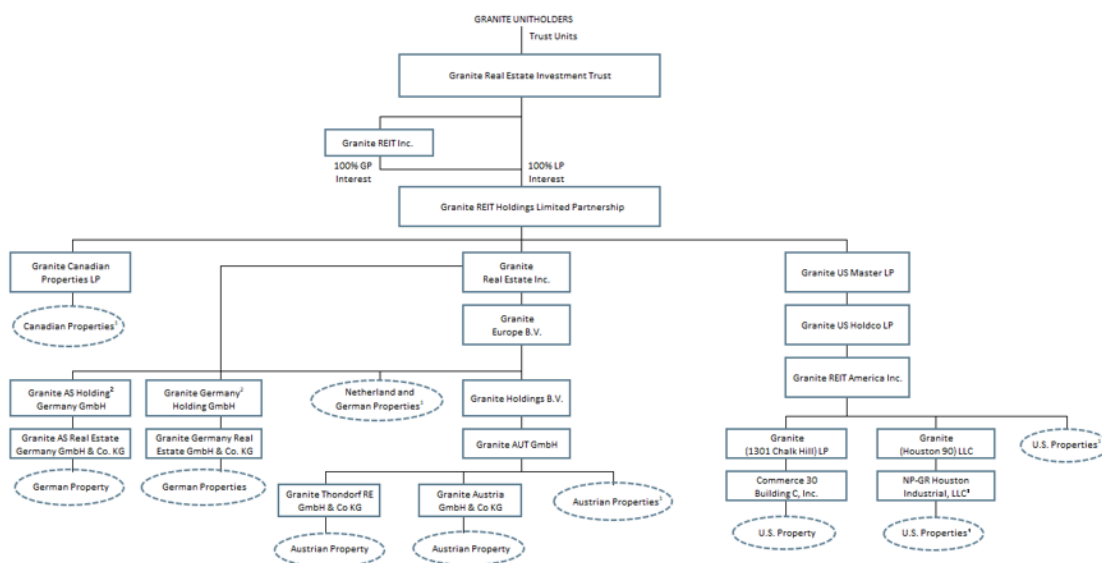 GRANITE UNITHOLDERS
Trust Units
Granite Real Estate Investment Trust
Granite REIT Inc.
100% GP
Interest
100% LP
Interest
Granite REIT Holdings Limited Partnership
Granite Canadian
Properties LP
Granite
Real Estate Inc.
Granite US Master LP
Canadian Properties¹
Granite
Europe B.V.
Granite US Holdco LP
Granite REIT America Inc.
Granite AS Holding²
Germany GmbH
Granite Germany²
Holding GmbH
Netherland and
German Properties¹
Granite Holdings B.V.
Granite AS Real Estate
Germany GmbH & Co. KG
Granite Germany Real
Estate GmbH & Co. KG
Granite AUT GmbH
Granite
(1301 Chalk Hill) LP
Granite
(Houston 90) LLC
U.S. Properties¹
German Property
German Properties
Commerce 30
Building C, Inc.
NP-GR Houston
Industrial, LLC³
Granite Thondorf RE
GmbH & Co KG
Granite Austria
GmbH & Co KG
Austrian Properties¹
U.S. Property
U.S. Properties⁴
Austrian Property
Austrian Property